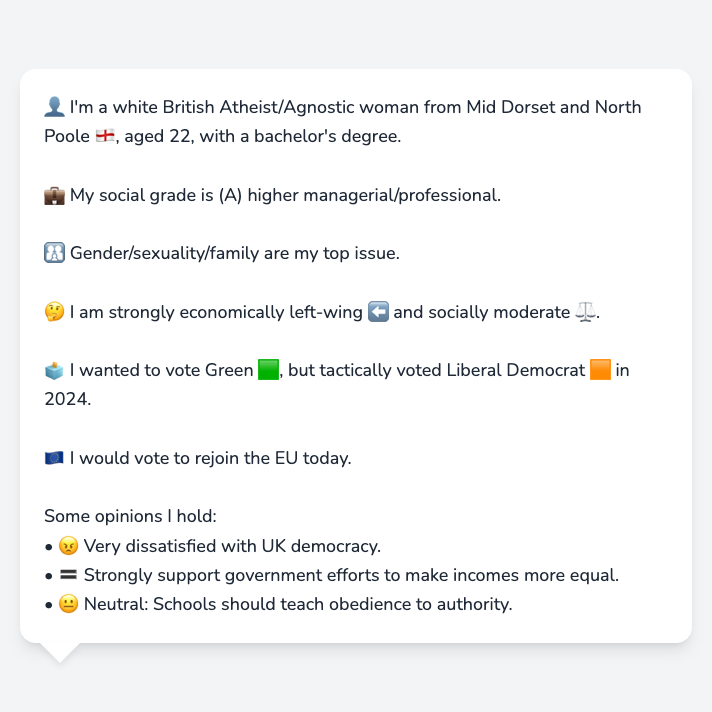 👤 I'm a white British Atheist/Agnostic woman from Mid Dorset and North
Poole 🏴󠁧󠁢󠁥󠁮󠁧󠁿, aged 22, with a bachelor's degree.
💼 My social grade is (A) higher managerial/professional.
🚻 Gender/sexuality/family are my top issue.
🤔 I am strongly economically left-wing ⬅️ and socially moderate ⚖️.
🗳️ I wanted to vote Green 🟩, but tactically voted Liberal Democrat 🟧 in
2024.
🇪🇺 I would vote to rejoin the EU today.
Some opinions I hold:
• 😠 Very dissatisfied with UK democracy.
• 🟰 Strongly support government efforts to make incomes more equal.
• 😐 Neutral: Schools should teach obedience to authority.